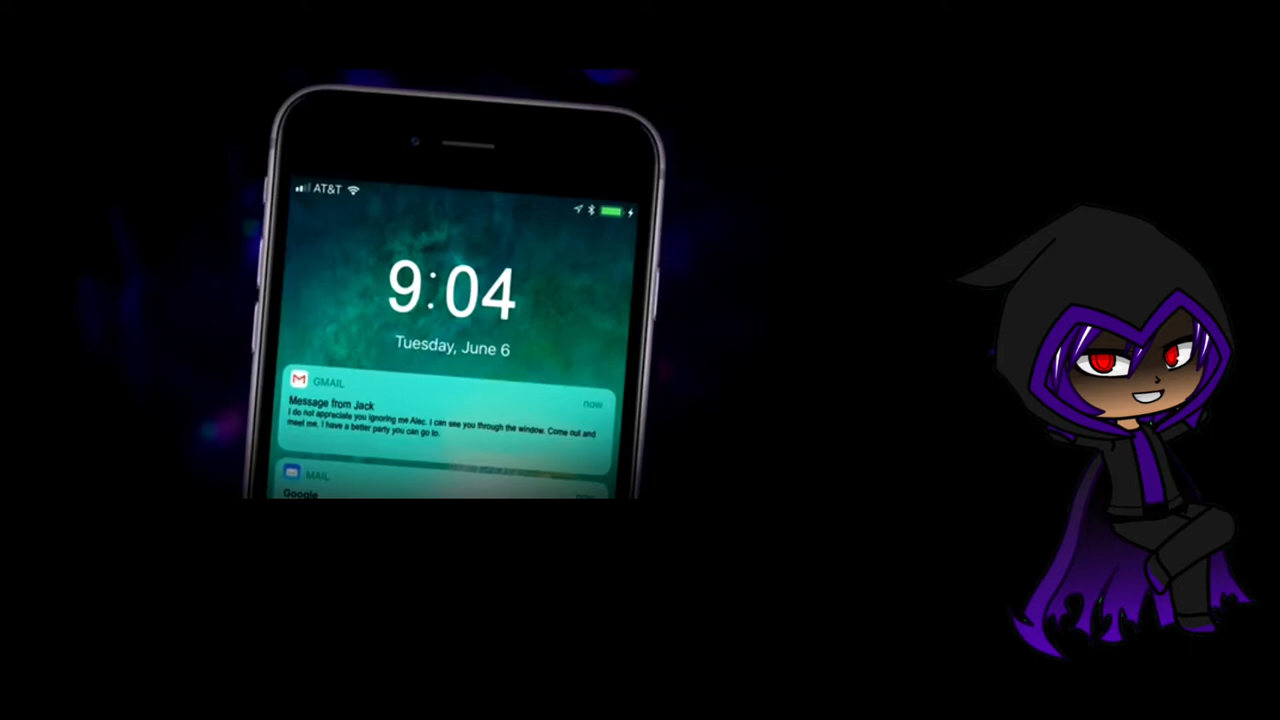 AT&T
9:04
Tuesday, June 6
GMAIL
now
Message from Jack
I do not appreciate you ignoring me Alec. I can see you through the window. Come out and
meet me. I have a better party you can go to.
MAIL
Google
now